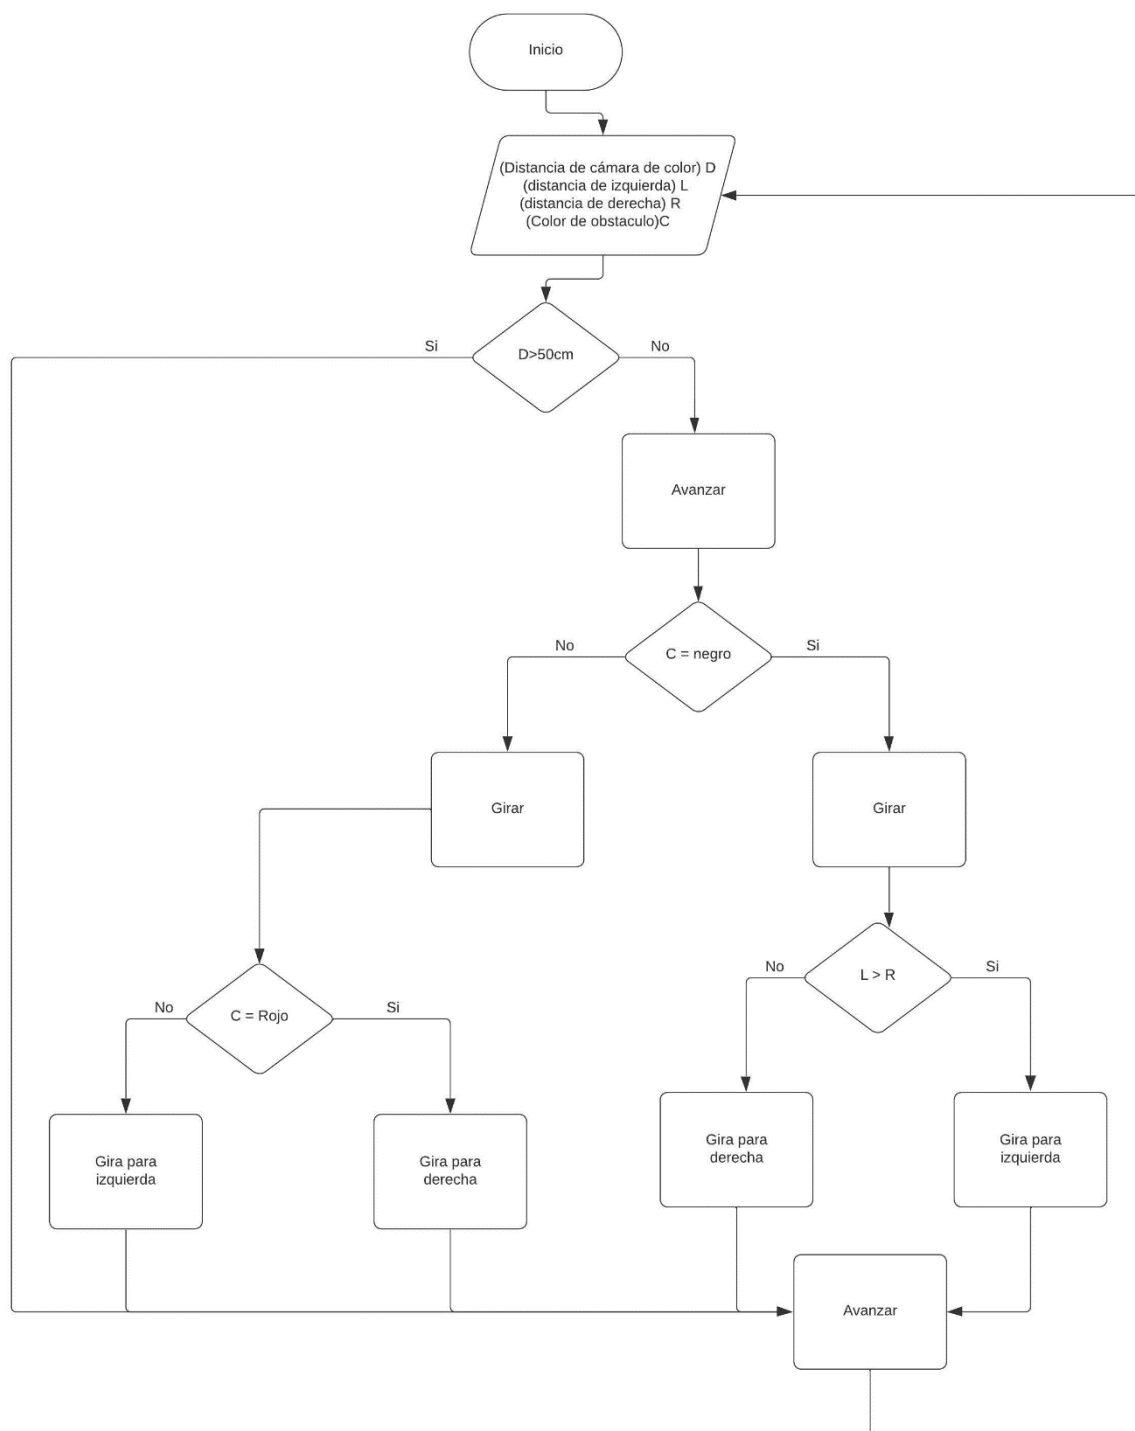 Inicio
(Distancia de cámara de color) D
(distancia de izquierda) L
(distancia de derecha) R
(Color de obstaculo)C
Si
D>50cm
No
Avanzar
No
C = negro
Si
Girar
Girar
No
L > R
Si
No
C = Rojo
Si
Gira para
izquierda
Gira para
derecha
Gira para
derecha
Gira para
izquierda
Avanzar